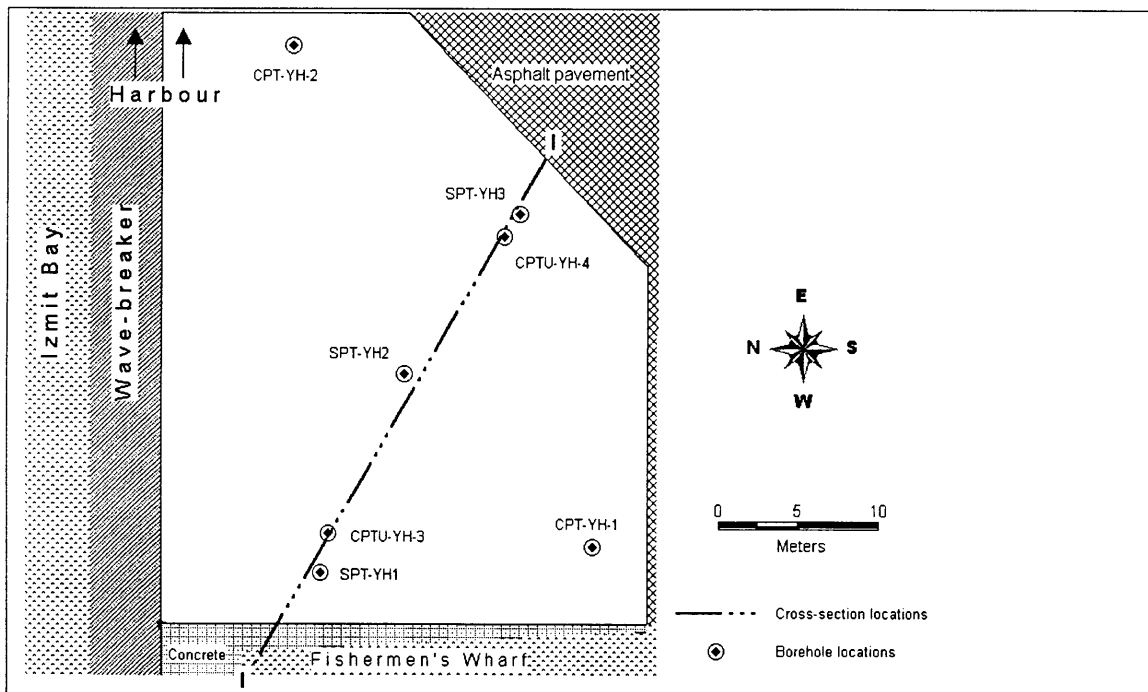 CPT-YH-2
Asphalt pavement
Harbour
I
SPT-YH3
CPTU-YH-4
Wave-breaker
Izmit Bay
SPT-YH2
E
N
S
W
CPTU-YH-3
CPT-YH-1
SPT-YH1
0 5 10
Meters
Cross-section locations
Concrete
Fishermen's Wharf
I
Borehole locations